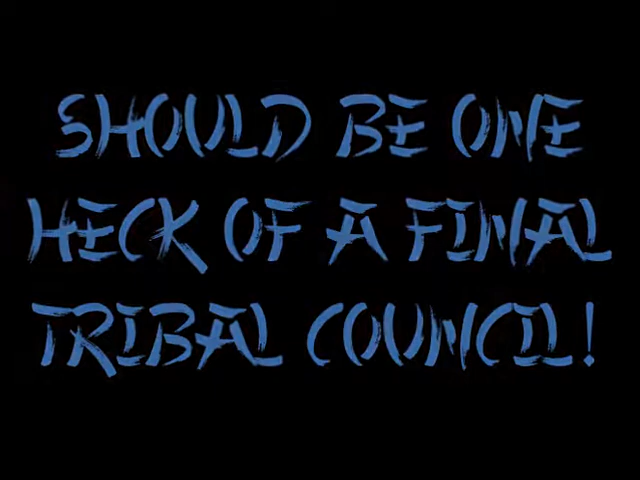 SHOULD BE ONE
HECK OF A FINAL
TRIBAL COUNCIL!